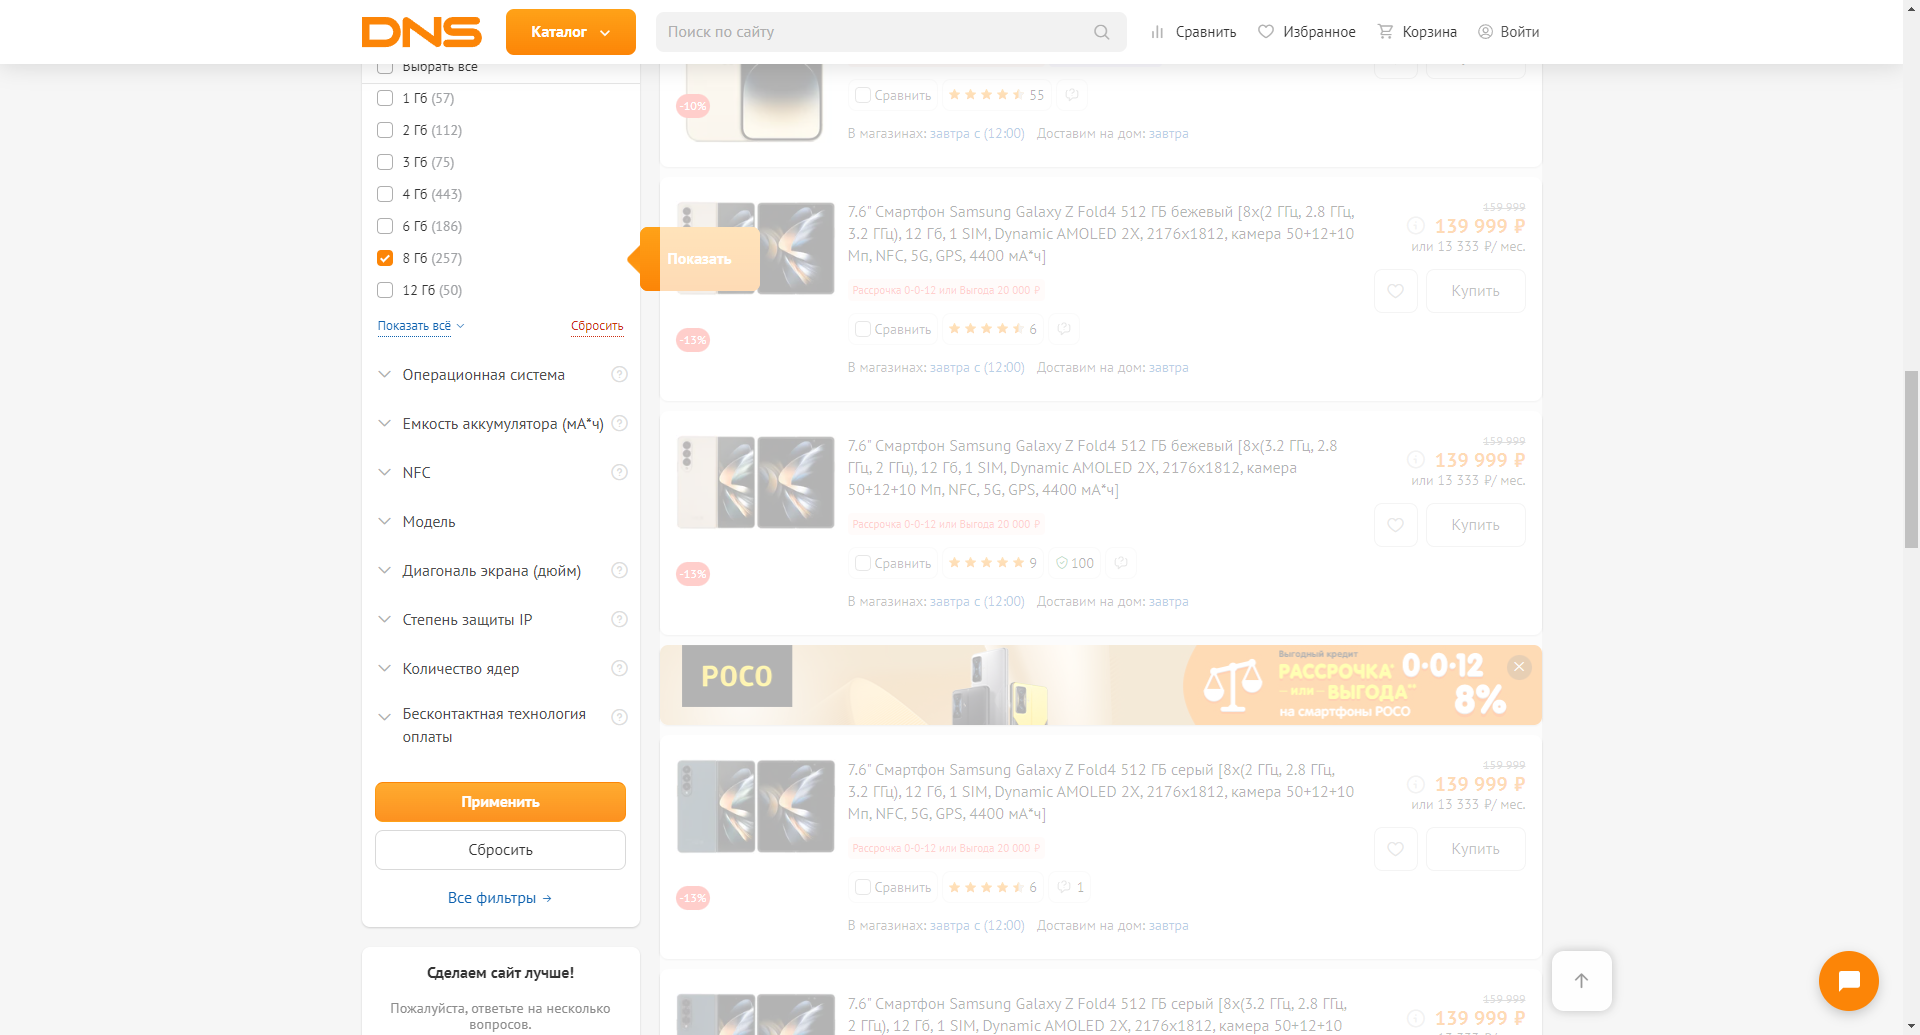 DNS
Каталог
Поиск по сайту
Сравнить
Избранное
Корзина
Войти
Выбрать все
1 Гб (57)
2 Гб (112)
3 Гб (75)
4 Гб (443)
6 Гб (186)
8 Гб (257)
12 Гб (50)
Показать всё
Сбросить
Операционная система
Емкость аккумулятора (мА*ч)
NFC
Модель
Диагональ экрана (дюйм)
Степень защиты IP
Количество ядер
Бесконтактная технология
оплаты
Применить
Сбросить
Все фильтры →
Сделаем сайт лучше!
Пожалуйста, ответьте на несколько
вопросов.
Показать
-10%
Сравнить
55
В магазинах: завтра с (12:00) Доставим на дом: завтра
7.6" Смартфон Samsung Galaxy Z Fold4 512 ГБ бежевый [8x(2 ГГц, 2.8 ГГц,
3.2 ГГц), 12 Гб, 1 SIM, Dynamic AMOLED 2X, 2176x1812, камера 50+12+10
Мп, NFC, 5G, GPS, 4400 мА*ч]
159 999
139 999 ₽
или 13 333 ₽/ мес.
Рассрочка 0-0-12 или Выгода 20 000 ₽
Купить
-13%
Сравнить
6
В магазинах: завтра с (12:00) Доставим на дом: завтра
7.6" Смартфон Samsung Galaxy Z Fold4 512 ГБ бежевый [8x(3.2 ГГц, 2.8
ГГц, 2 ГГц), 12 Гб, 1 SIM, Dynamic AMOLED 2X, 2176x1812, камера
50+12+10 Мп, NFC, 5G, GPS, 4400 мА*ч]
159 999
139 999 ₽
или 13 333 ₽/ мес.
Рассрочка 0-0-12 или Выгода 20 000 ₽
Купить
-13%
Сравнить
9
100
В магазинах: завтра с (12:00) Доставим на дом: завтра
POCO
Выгодный кредит
РАССРОЧКА* 0-0-12
— или — ВЫГОДА** 8%
на смартфоны POCO
7.6" Смартфон Samsung Galaxy Z Fold4 512 ГБ серый [8x(2 ГГц, 2.8 ГГц,
3.2 ГГц), 12 Гб, 1 SIM, Dynamic AMOLED 2X, 2176x1812, камера 50+12+10
Мп, NFC, 5G, GPS, 4400 мА*ч]
159 999
139 999 ₽
или 13 333 ₽/ мес.
Рассрочка 0-0-12 или Выгода 20 000 ₽
Купить
-13%
Сравнить
6
1
В магазинах: завтра с (12:00) Доставим на дом: завтра
7.6" Смартфон Samsung Galaxy Z Fold4 512 ГБ серый [8x(3.2 ГГц, 2.8 ГГц,
2 ГГц), 12 Гб, 1 SIM, Dynamic AMOLED 2X, 2176x1812, камера 50+12+10
159 999
139 999 ₽